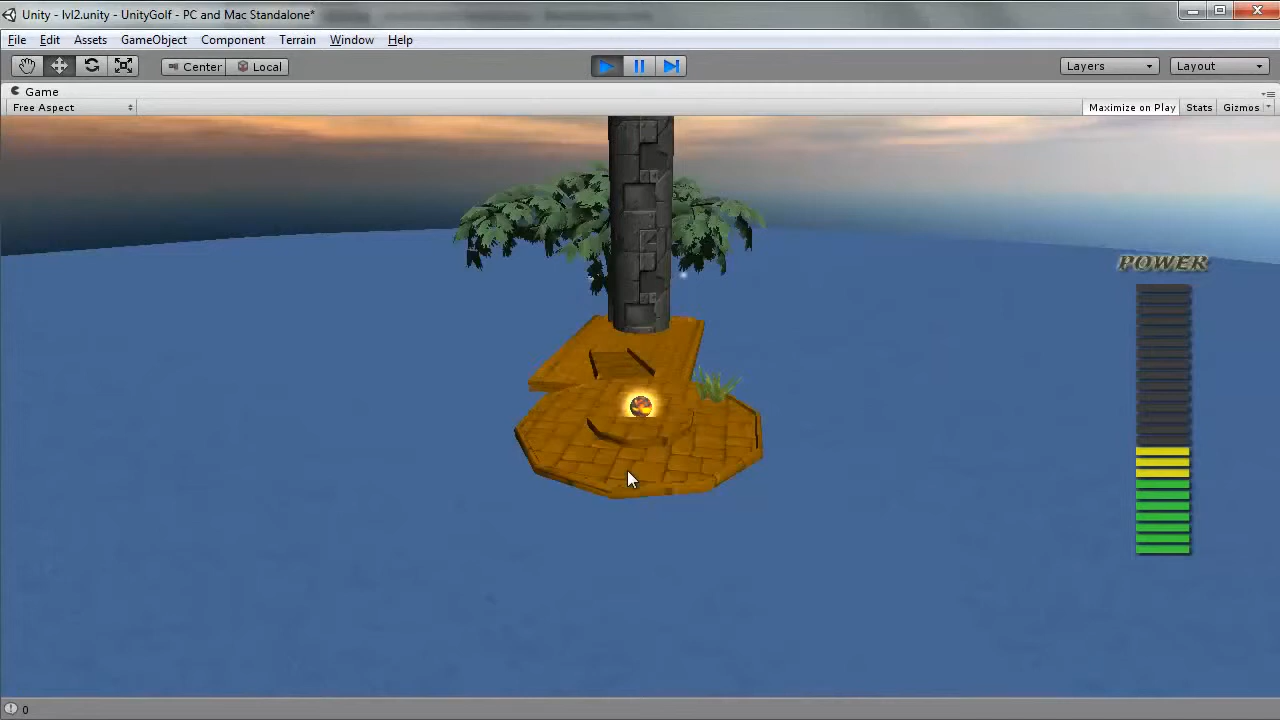 Unity - lvl2.unity - UnityGolf - PC and Mac Standalone*
File Edit Assets GameObject Component Terrain Window Help
Center Local Layers Layout
Game
Free Aspect Maximize on Play Stats Gizmos
POWER
0